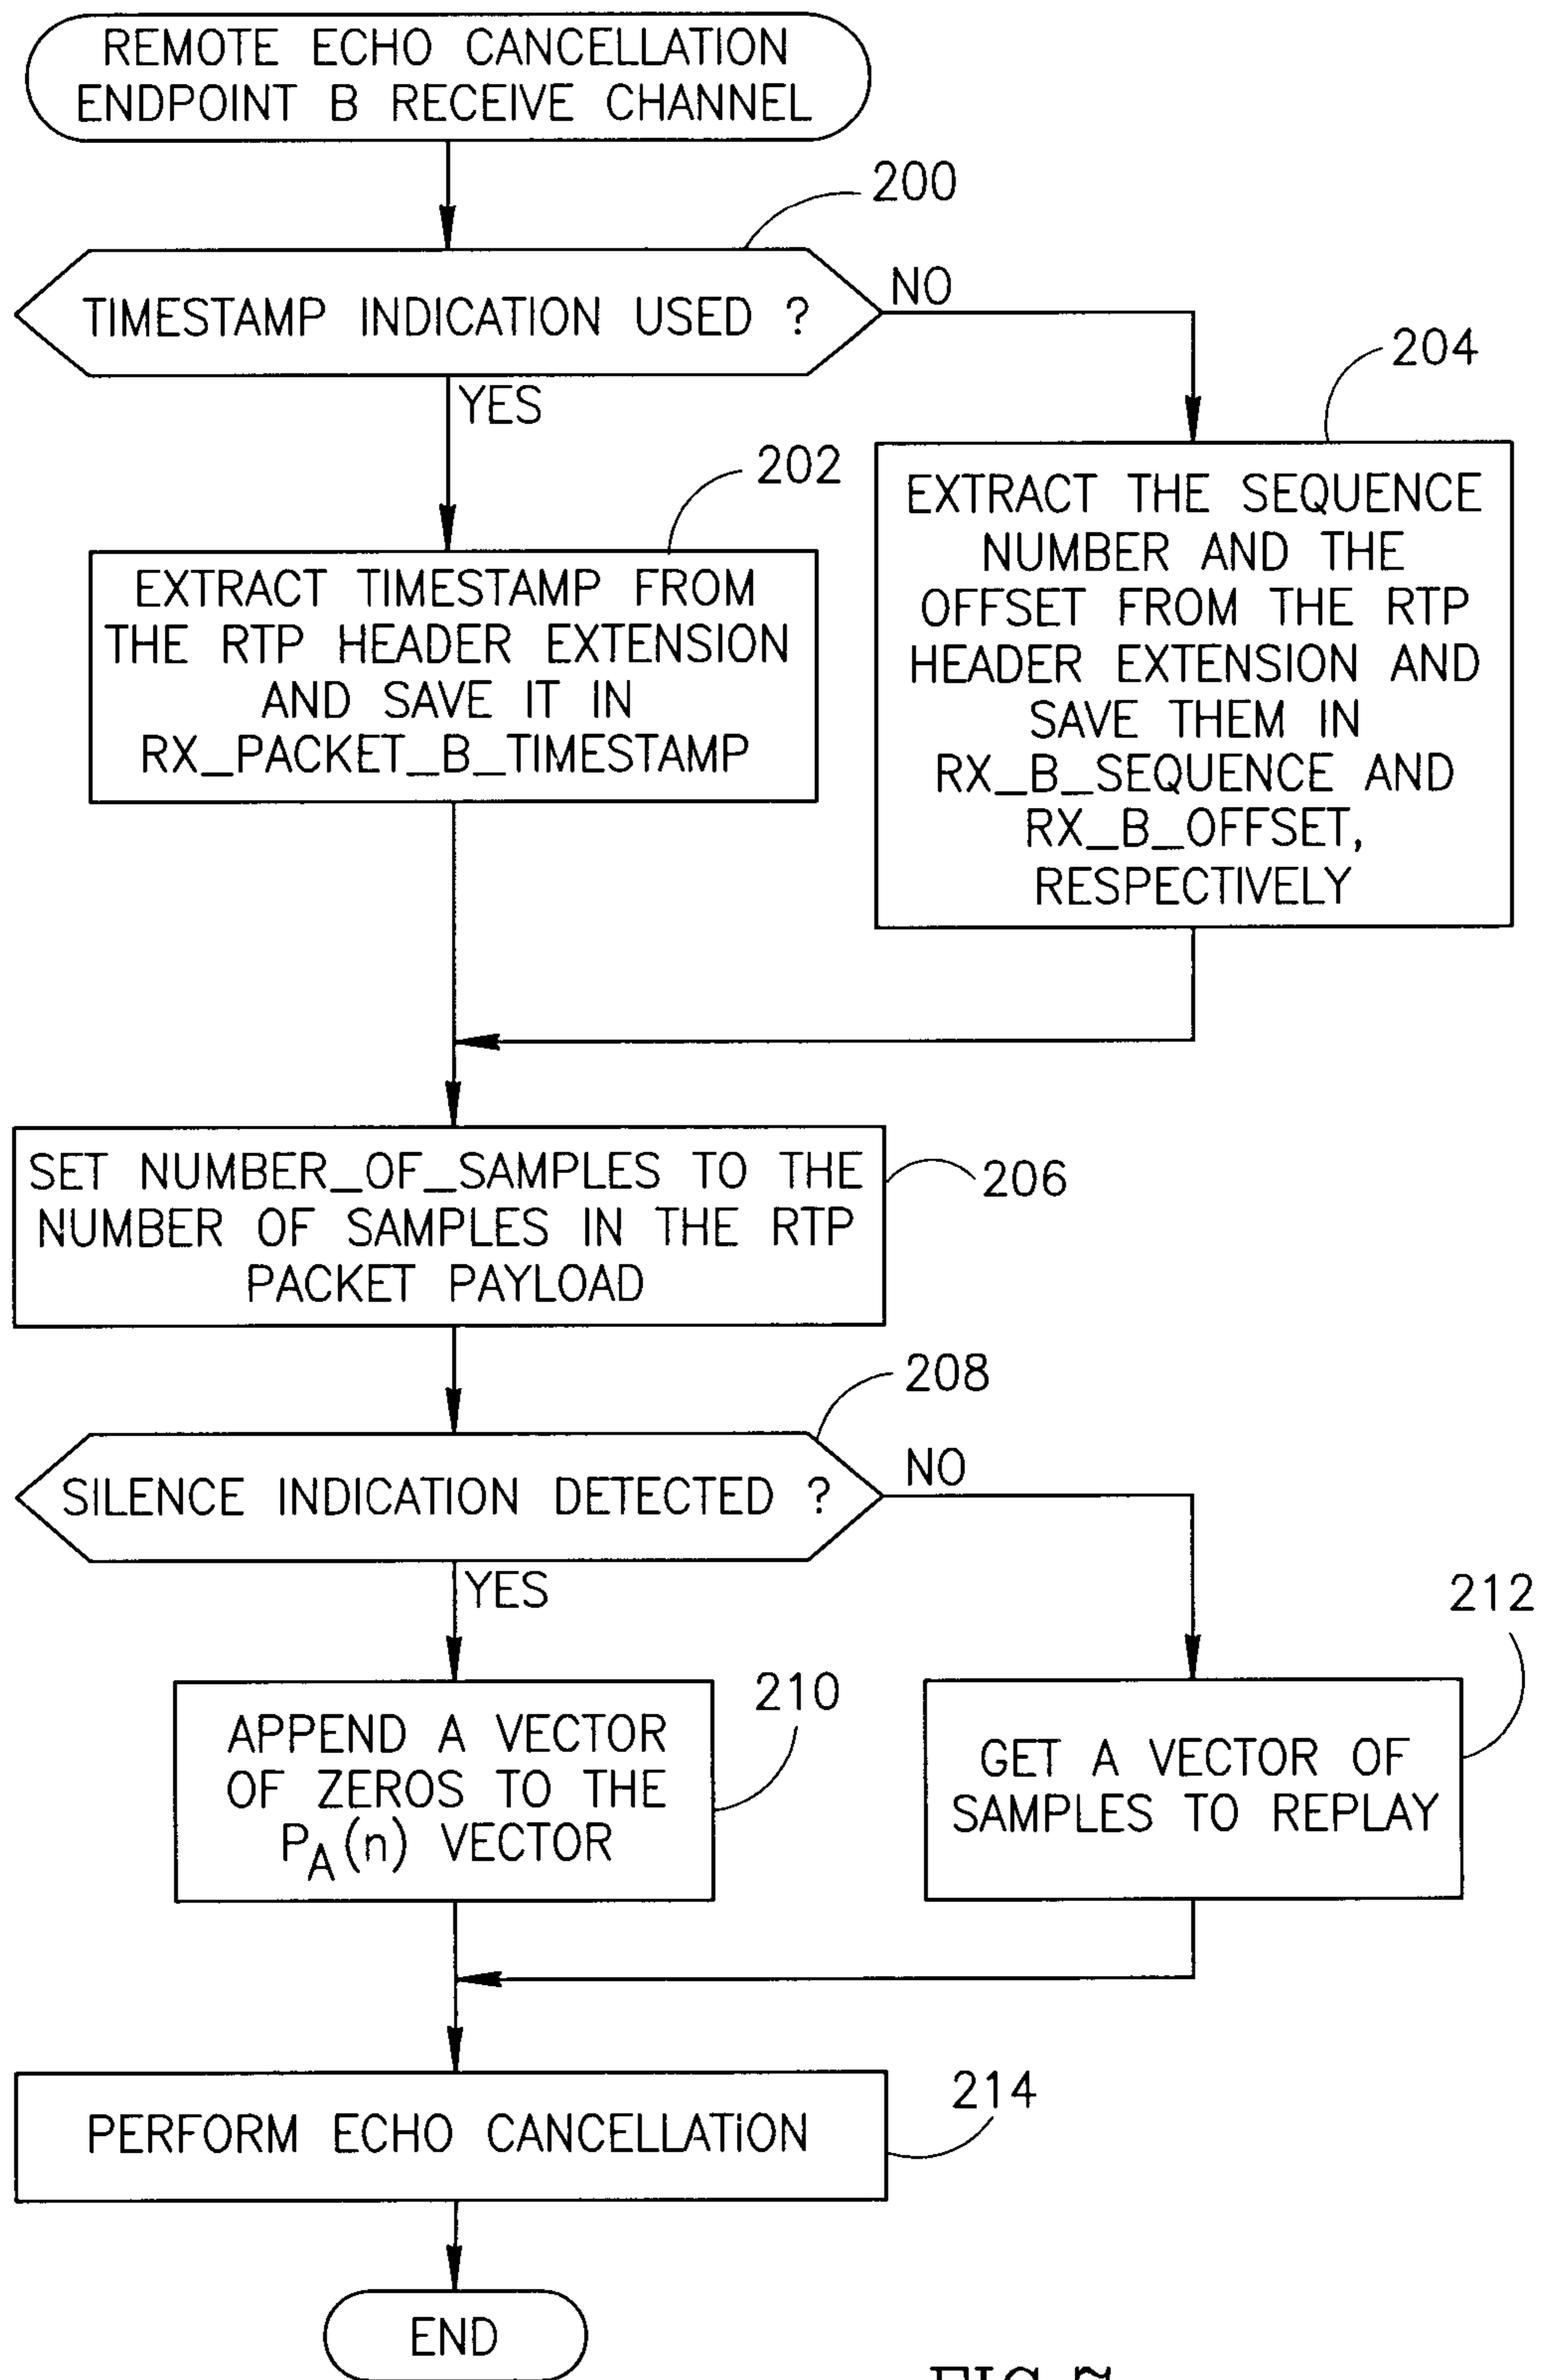 REMOTE ECHO CANCELLATION
ENDPOINT B RECEIVE CHANNEL
200
TIMESTAMP INDICATION USED ?
NO
YES
204
EXTRACT THE SEQUENCE
NUMBER AND THE
OFFSET FROM THE RTP
HEADER EXTENSION AND
SAVE THEM IN
RX_B_SEQUENCE AND
RX_B_OFFSET,
RESPECTIVELY
202
EXTRACT TIMESTAMP FROM
THE RTP HEADER EXTENSION
AND SAVE IT IN
RX_PACKET_B_TIMESTAMP
SET NUMBER_OF_SAMPLES TO THE
NUMBER OF SAMPLES IN THE RTP
PACKET PAYLOAD
206
208
SILENCE INDICATION DETECTED ?
NO
YES
210
APPEND A VECTOR
OF ZEROS TO THE
PA(n) VECTOR
212
GET A VECTOR OF
SAMPLES TO REPLAY
214
PERFORM ECHO CANCELLATiON
END